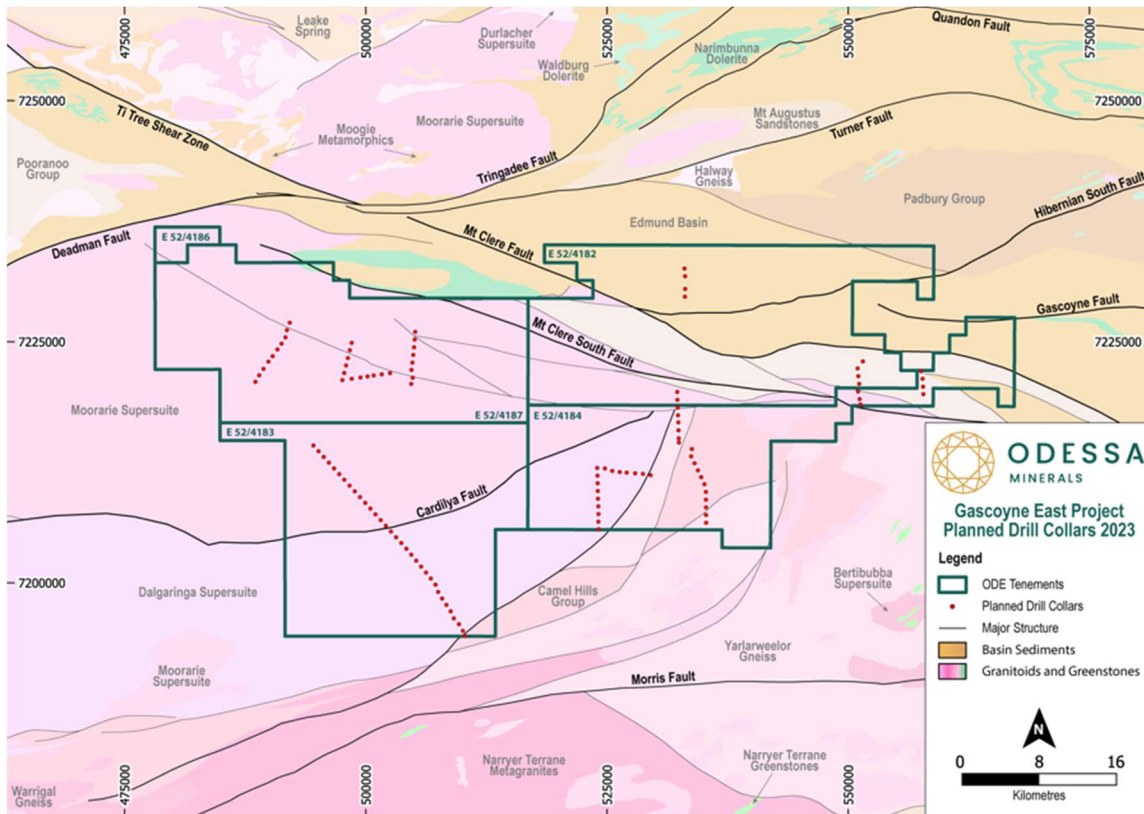 475000
500000
525000
550000
575000
Leake
Spring
Durlacher
Supersuite
Waldburg
Dolerite
Narimbunna
Dolerite
Quandon Fault
7250000
7250000
Ti Tree Shear Zone
Moogie
Metamorphics
Moorarie Supersuite
Mt Augustus
Sandstones
Turner Fault
Pooranoo
Group
Tringadee Fault
Halway
Gneiss
Padbury Group
Hibernian South Fault
Edmund Basin
Deadman Fault
E 52/4186
Mt Clere Fault
E 52/4182
Gascoyne Fault
7225000
7225000
Mt Clere South Fault
Moorarie Supersuite
E 52/4187
E 52/4184
E 52/4183
Cardilya Fault
7200000
Dalgaringa Supersuite
Camel Hills
Group
Bertibubba
Supersuite
Yarlarweelor
Gneiss
Moorarie
Supersuite
Morris Fault
Narryer Terrane
Metagranites
Narryer Terrane
Greenstones
Warrigal
Gneiss
475000
500000
525000
550000
ODESSA
MINERALS
Gascoyne East Project
Planned Drill Collars 2023
Legend
ODE Tenements
Planned Drill Collars
Major Structure
Basin Sediments
Granitoids and Greenstones
N
0 8 16
Kilometres